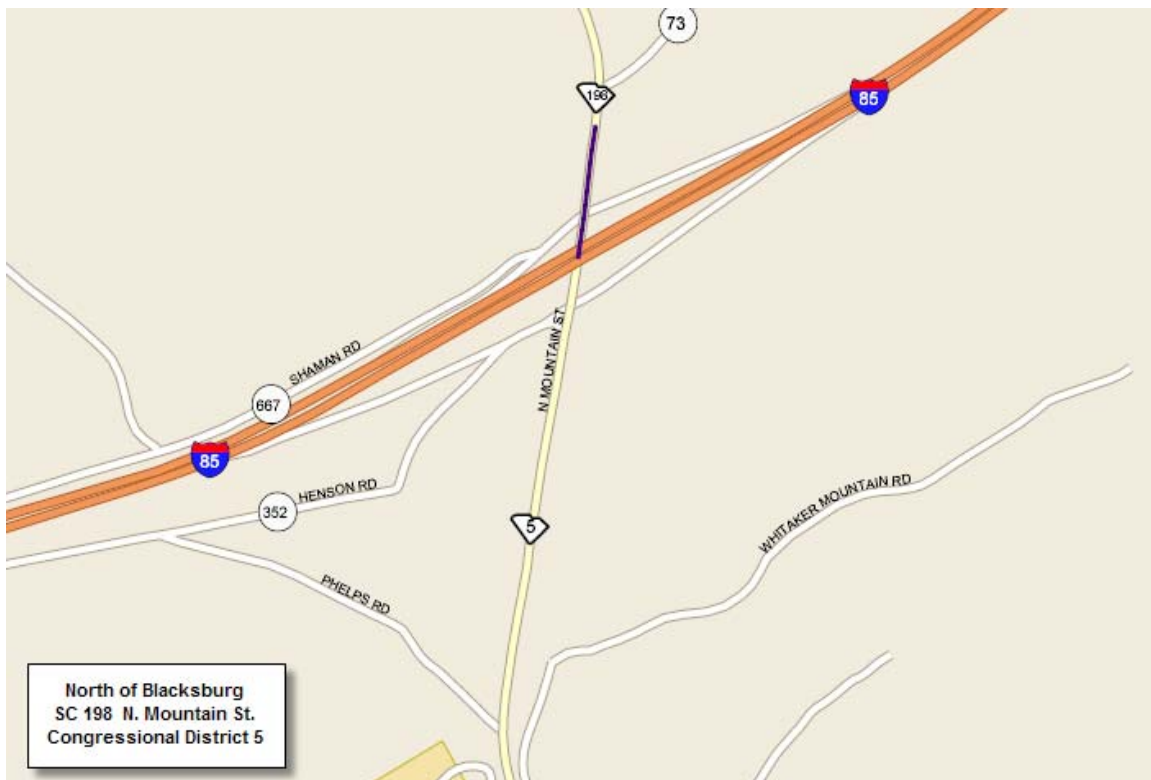 73
198
85
SHAMAN RD
N MOUNTAIN ST
667
85
HENSON RD
352
WHITAKER MOUNTAIN RD
5
PHELPS RD
North of Blacksburg
SC 198 N. Mountain St.
Congressional District 5